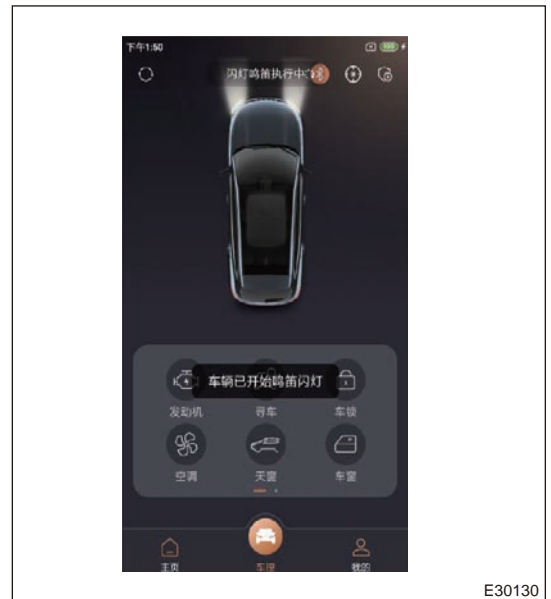 下午1:50
闪灯鸣笛执行中
车辆已开始鸣笛闪灯
发动机 寻车 车锁
空调 天窗 车窗
主页 车控 我的
E30130